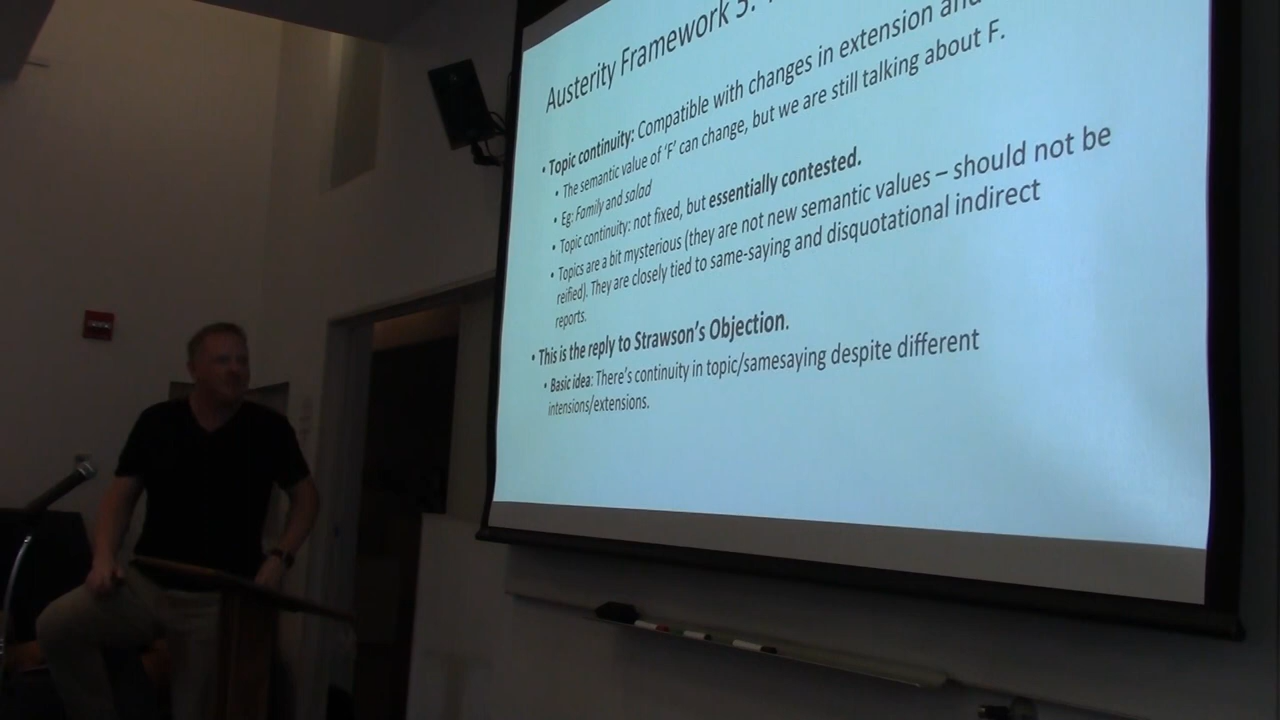 Austerity Framework 5:
• Topic continuity: Compatible with changes in extension and
• The semantic value of 'F' can change, but we are still talking about F.
• Eg: Family and salad
• Topic continuity: not fixed, but essentially contested.
• Topics are a bit mysterious (they are not new semantic values – should not be
reified). They are closely tied to same-saying and disquotational indirect
reports.
• This is the reply to Strawson's Objection.
• Basic idea: There's continuity in topic/samesaying despite different
intensions/extensions.